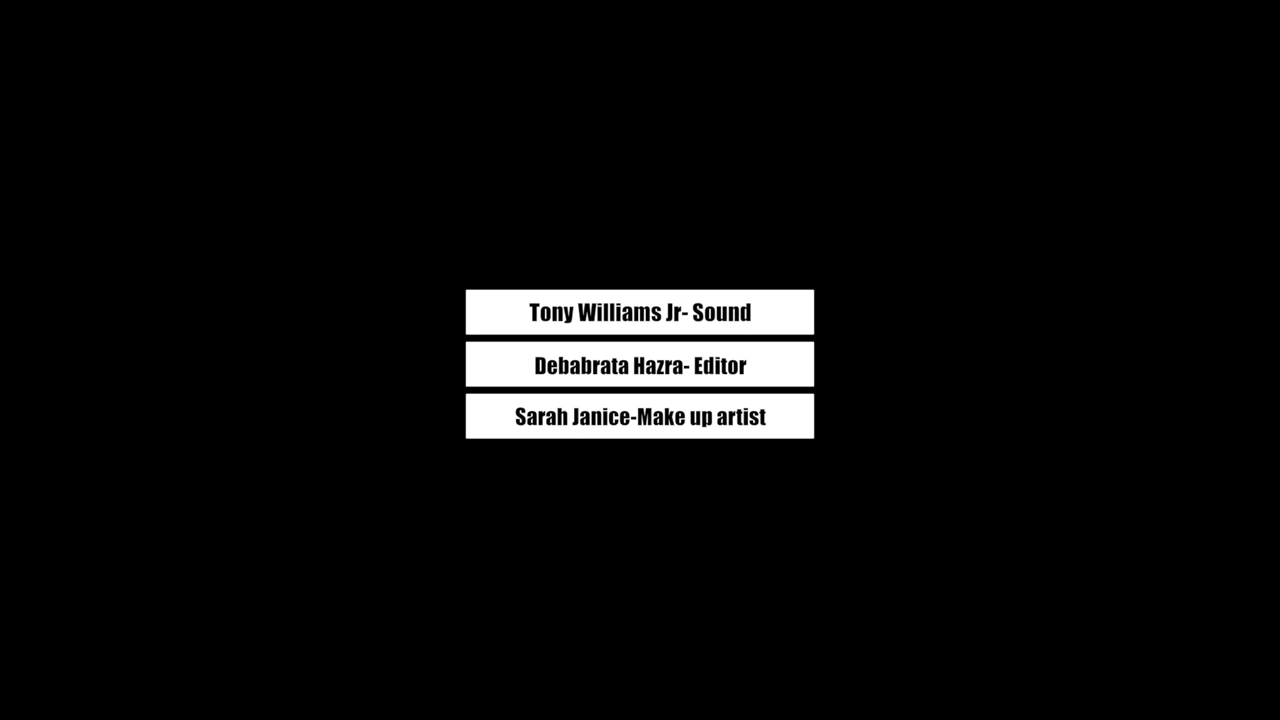 Tony Williams Jr- Sound
Debabrata Hazra- Editor
Sarah Janice-Make up artist